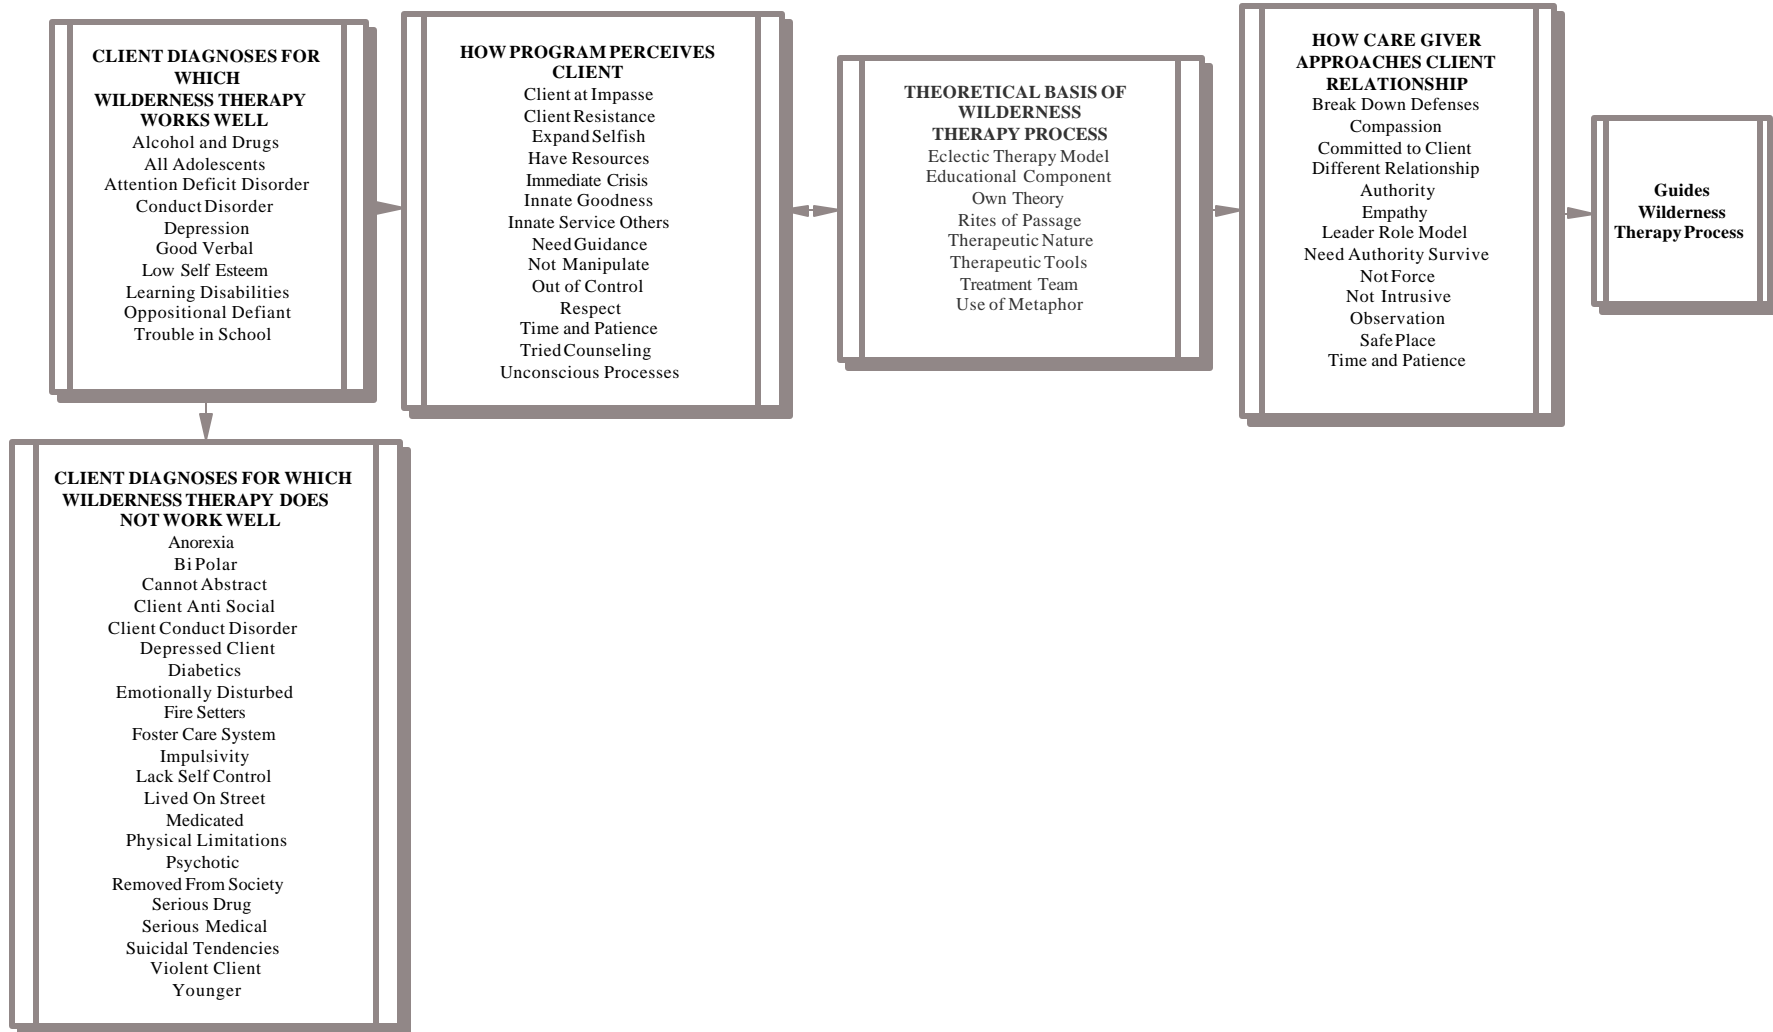 CLIENT DIAGNOSES FOR
WHICH
WILDERNESS THERAPY
WORKS WELL
Alcohol and Drugs
All Adolescents
Attention Deficit Disorder
Conduct Disorder
Depression
Good Verbal
Low Self Esteem
Learning Disabilities
Oppositional Defiant
Trouble in School
HOW PROGRAM PERCEIVES
CLIENT
Client at Impasse
Client Resistance
Expand Selfish
Have Resources
Immediate Crisis
Innate Goodness
Innate Service Others
Need Guidance
Not Manipulate
Out of Control
Respect
Time and Patience
Tried Counseling
Unconscious Processes
THEORETICAL BASIS OF
WILDERNESS
THERAPY PROCESS
Eclectic Therapy Model
Educational Component
Own Theory
Rites of Passage
Therapeutic Nature
Therapeutic Tools
Treatment Team
Use of Metaphor
HOW CARE GIVER
APPROACHES CLIENT
RELATIONSHIP
Break Down Defenses
Compassion
Committed to Client
Different Relationship
Authority
Empathy
Leader Role Model
Need Authority Survive
Not Force
Not Intrusive
Observation
Safe Place
Time and Patience
Guides
Wilderness
Therapy Process
CLIENT DIAGNOSES FOR WHICH
WILDERNESS THERAPY DOES
NOT WORK WELL
Anorexia
Bi Polar
Cannot Abstract
Client Anti Social
Client Conduct Disorder
Depressed Client
Diabetics
Emotionally Disturbed
Fire Setters
Foster Care System
Impulsivity
Lack Self Control
Lived On Street
Medicated
Physical Limitations
Psychotic
Removed From Society
Serious Drug
Serious Medical
Suicidal Tendencies
Violent Client
Younger